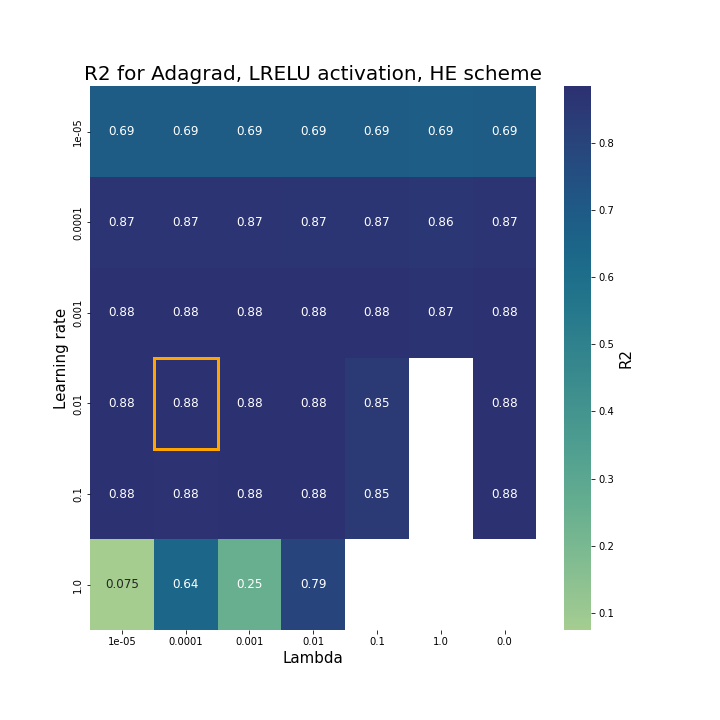 R2 for Adagrad, LRELU activation, HE scheme
Learning rate
1e-05 0.69 0.69 0.69 0.69 0.69 0.69 0.69
0.0001 0.87 0.87 0.87 0.87 0.87 0.86 0.87
0.001 0.88 0.88 0.88 0.88 0.88 0.87 0.88
0.01 0.88 0.88 0.88 0.88 0.85 0.88
0.1 0.88 0.88 0.88 0.88 0.85 0.88
1.0 0.075 0.64 0.25 0.79
1e-05 0.0001 0.001 0.01 0.1 1.0 0.0
Lambda
0.8
0.7
0.6
0.5
0.4
0.3
0.2
0.1
R2